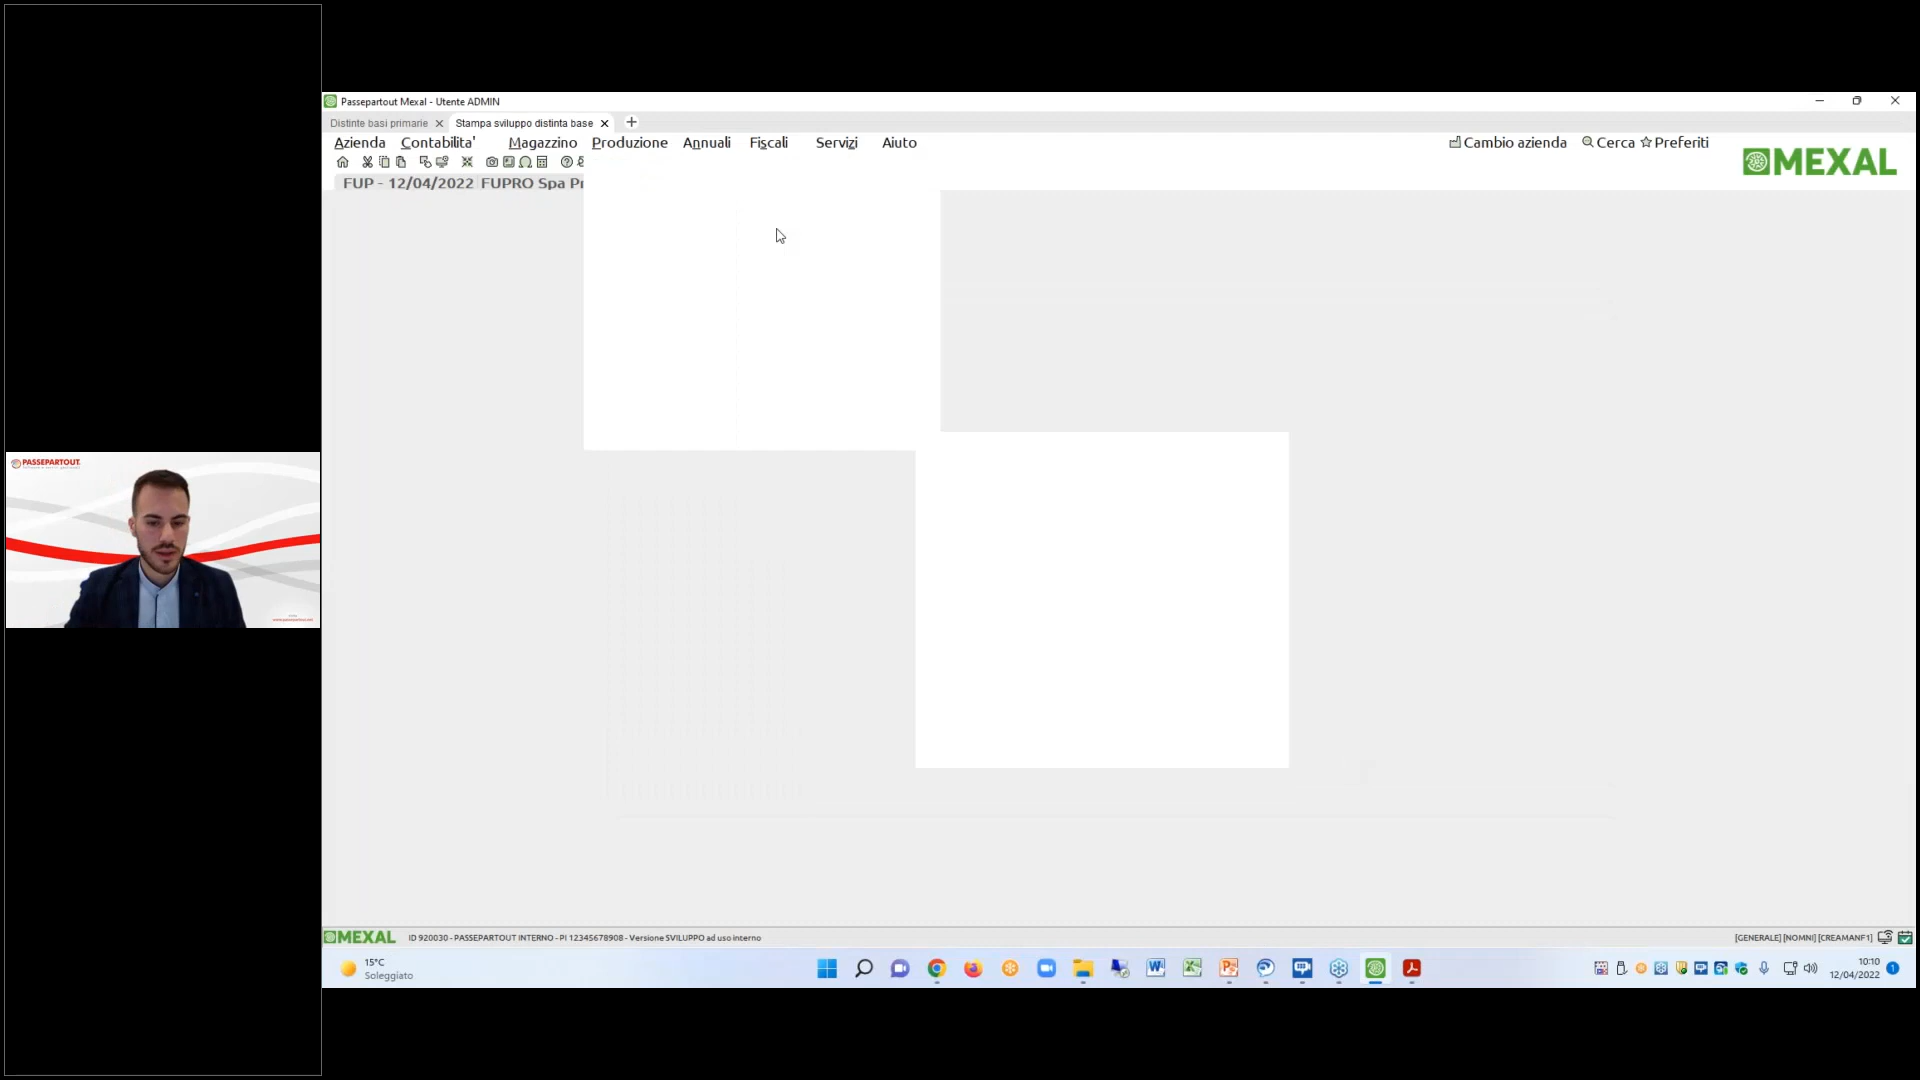 Passepartout Mexal - Utente ADMIN
Distinte basi primarie
Stampa sviluppo distinta base
Azienda Contabilita' Magazzino Produzione Annuali Fiscali Servizi Aiuto
Cambio azienda Cerca Preferiti
MEXAL
FUP - 12/04/2022 FUPRO Spa Pr
PASSEPARTOUT
MEXAL ID 920030 - PASSEPARTOUT INTERNO - PI 12345678908 - Versione SVILUPPO ad uso interno
[GENERALE] [NOMNI] [CREAMANF1]
15°C
Soleggiato
10:10
12/04/2022
1